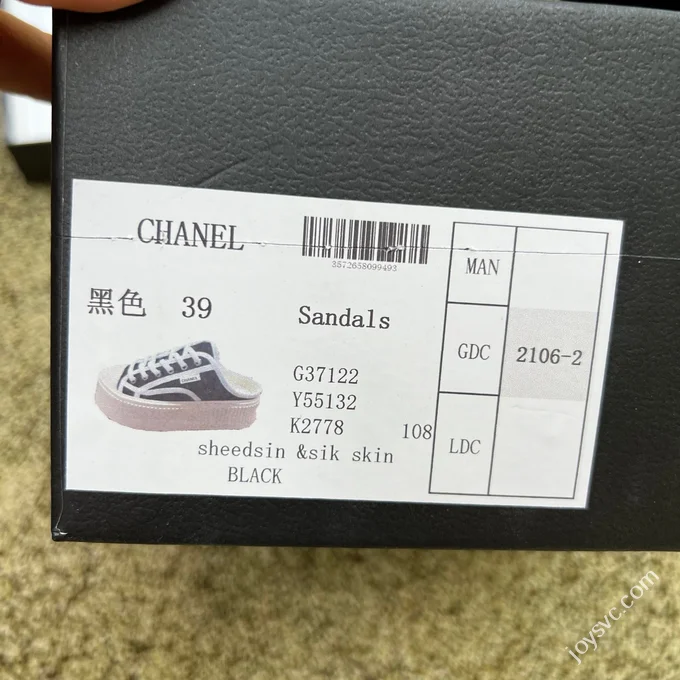 CHANEL
3572658099493
黑色 39
Sandals
CHANEL
G37122
Y55132
K2778 108
sheedsin &sik skin
BLACK
MAN
GDC 2106-2
LDC
joysvc.com